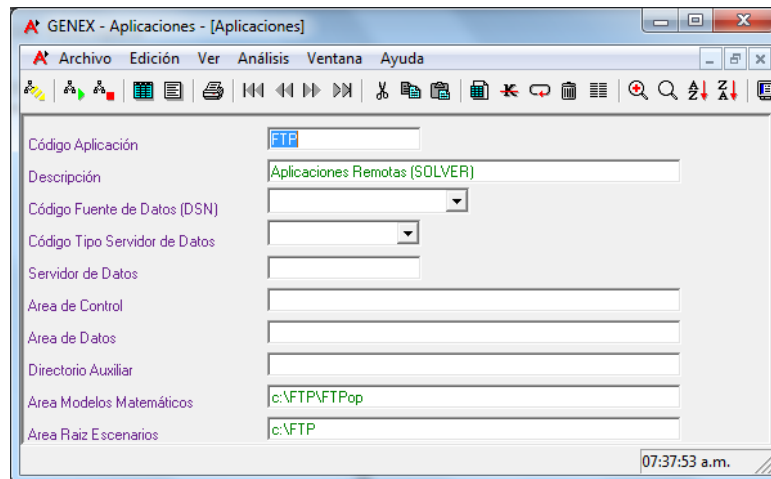 GENEX - Aplicaciones - [Aplicaciones]
Archivo Edición Ver Análisis Ventana Ayuda
Código Aplicación FTP
Descripción Aplicaciones Remotas (SOLVER)
Código Fuente de Datos (DSN)
Código Tipo Servidor de Datos
Servidor de Datos
Area de Control
Area de Datos
Directorio Auxiliar
Area Modelos Matemáticos c:\FTP\FTPop
Area Raiz Escenarios c:\FTP
07:37:53 a.m.